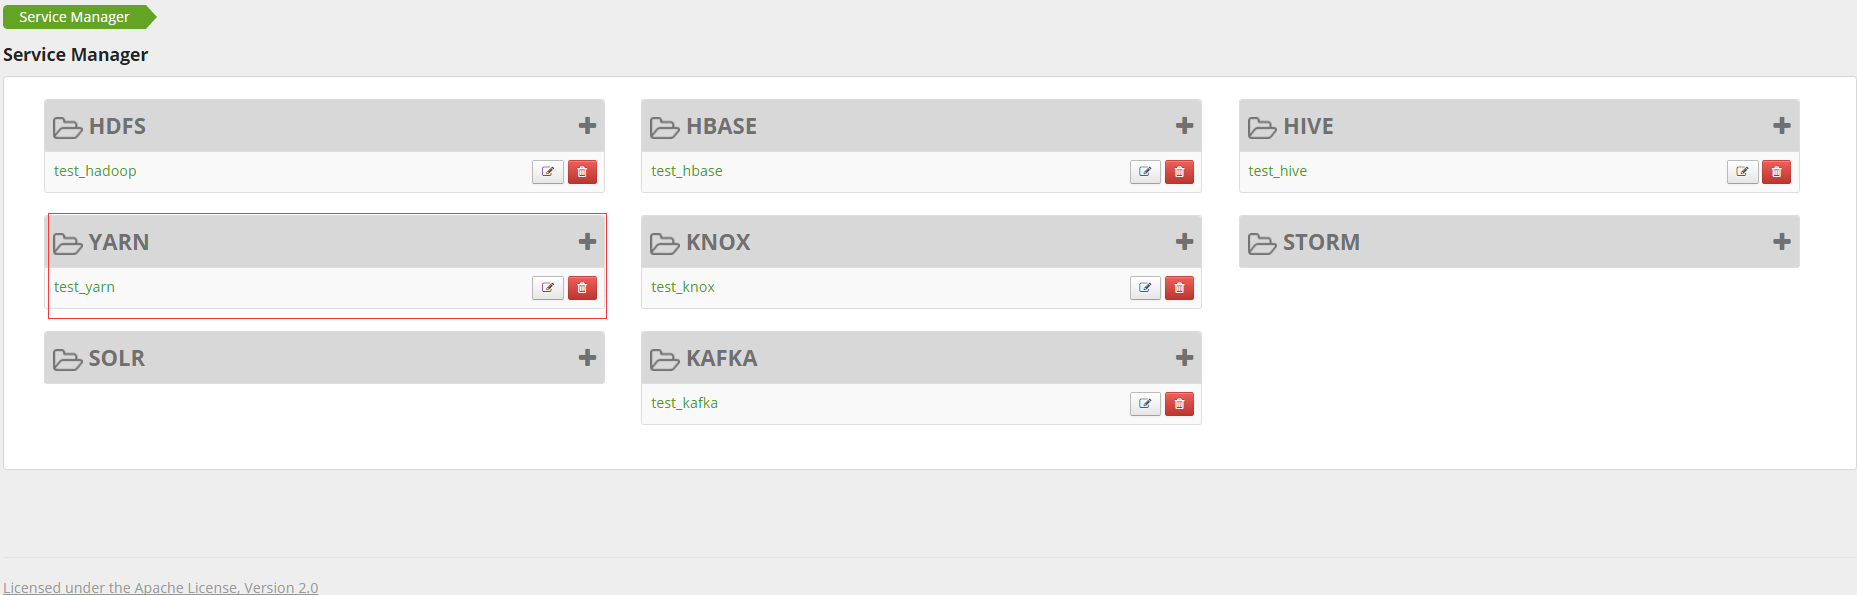 Service Manager
Service Manager
HDFS
test_hadoop
HBASE
test_hbase
HIVE
test_hive
YARN
test_yarn
KNOX
test_knox
STORM
SOLR
KAFKA
test_kafka
Licensed under the Apache License, Version 2.0